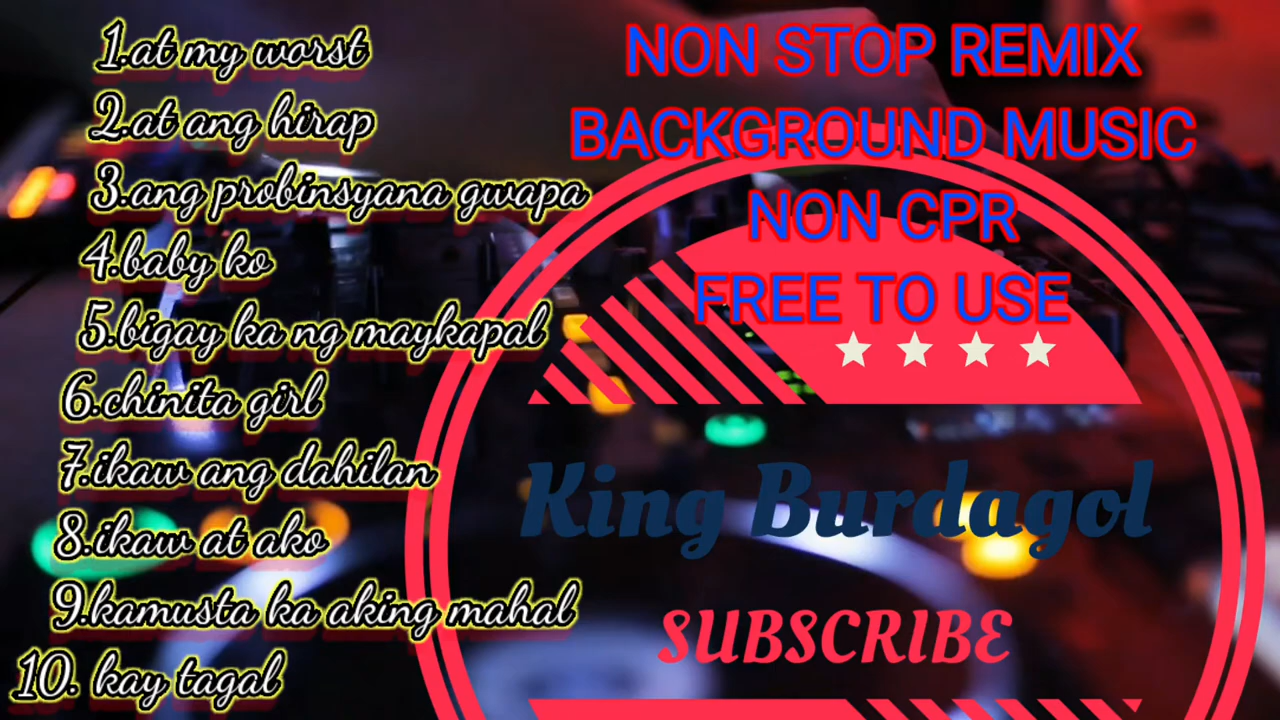 1.at my worst
2.at ang hirap
3.ang probinsyana gwapa
4.baby ko
5.bigay ka ng maykapal
6.chinita girl
7.ikaw ang dahilan
8.ikaw at ako
9.kamusta ka aking mahal
10. kay tagal
NON STOP REMIX
BACKGROUND MUSIC
NON CPR
FREE TO USE
King Burdagol
SUBSCRIBE